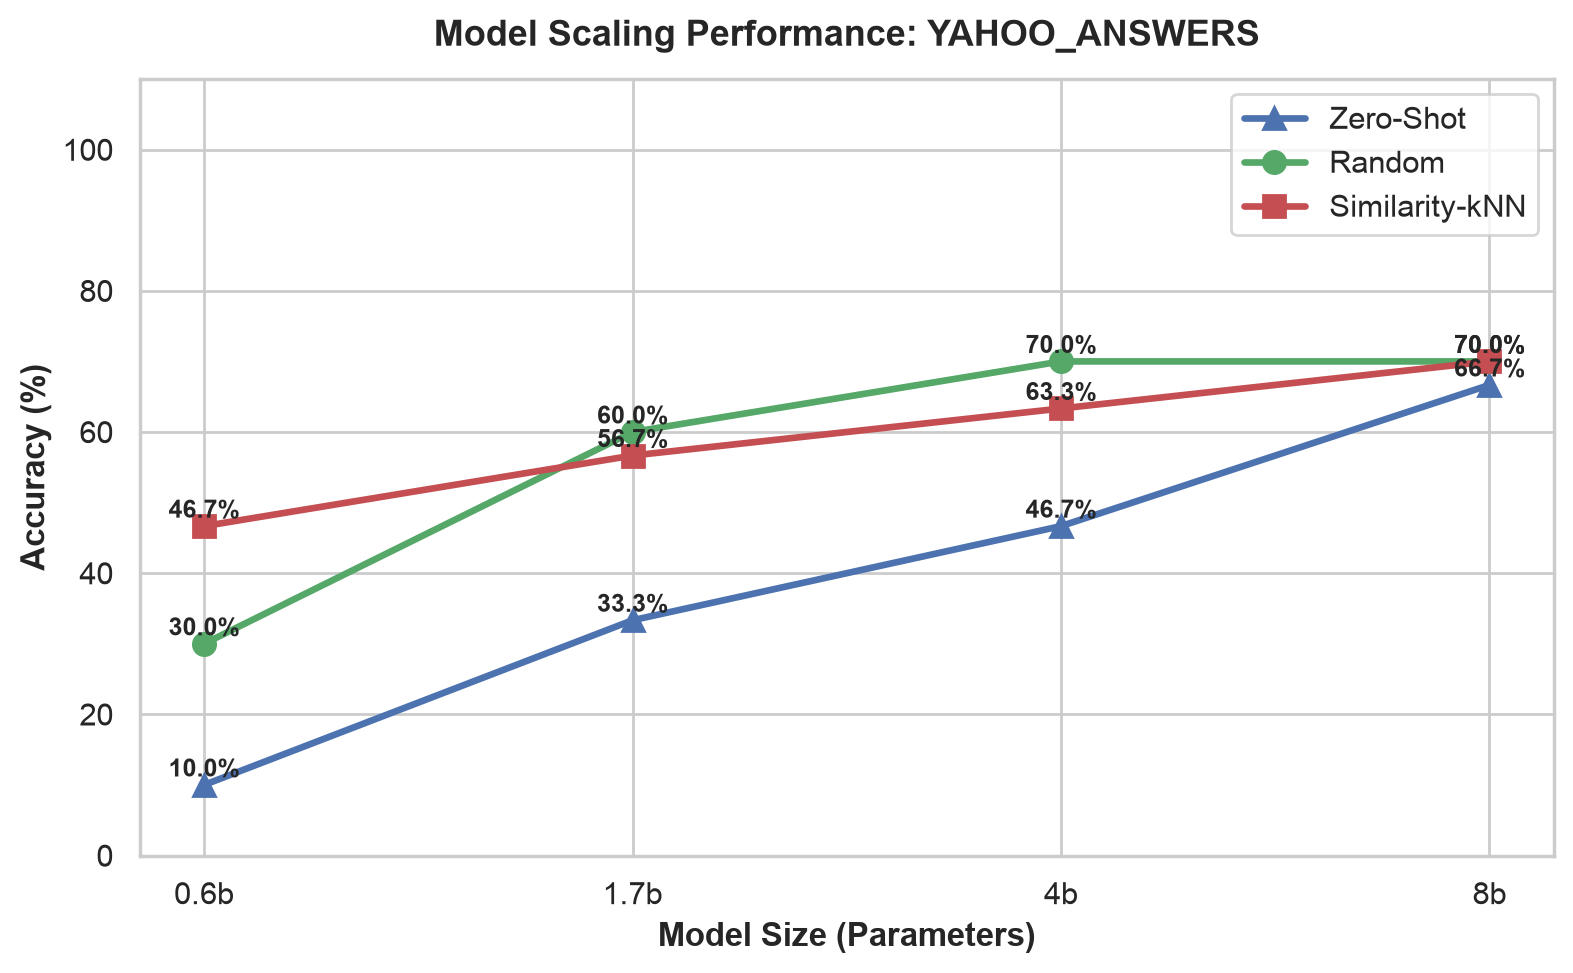 Model Scaling Performance: YAHOO_ANSWERS
Zero-Shot
Random
Similarity-kNN
Accuracy (%)
100
80
60
40
20
0
70.0%
70.0%
70.0%
66.7%
63.3%
60.0%
56.7%
46.7%
46.7%
33.3%
30.0%
10.0%
0.6b 1.7b 4b 8b
Model Size (Parameters)